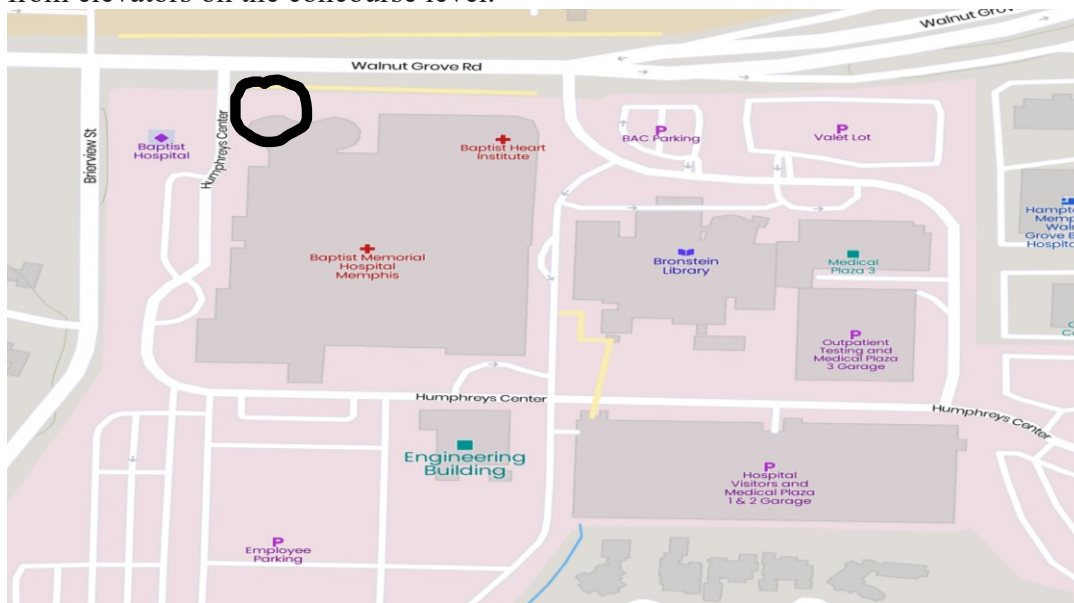 from elevators on the concourse level.
Walnut Grove
Walnut Grove Rd
Brierview St
Humphreys Center
Baptist
Hospital
Baptist Heart
Institute
BAC Parking
P
Valet Lot
P
Baptist Memorial
Hospital
Memphis
Bronstein
Library
Medical
Plaza 3
P
Outpatient
Testing and
Medical Plaza
3 Garage
Humphreys Center
Humphreys Center
Engineering
Building
P
Hospital
Visitors and
Medical Plaza
1 & 2 Garage
P
Employee
Parking
Grove